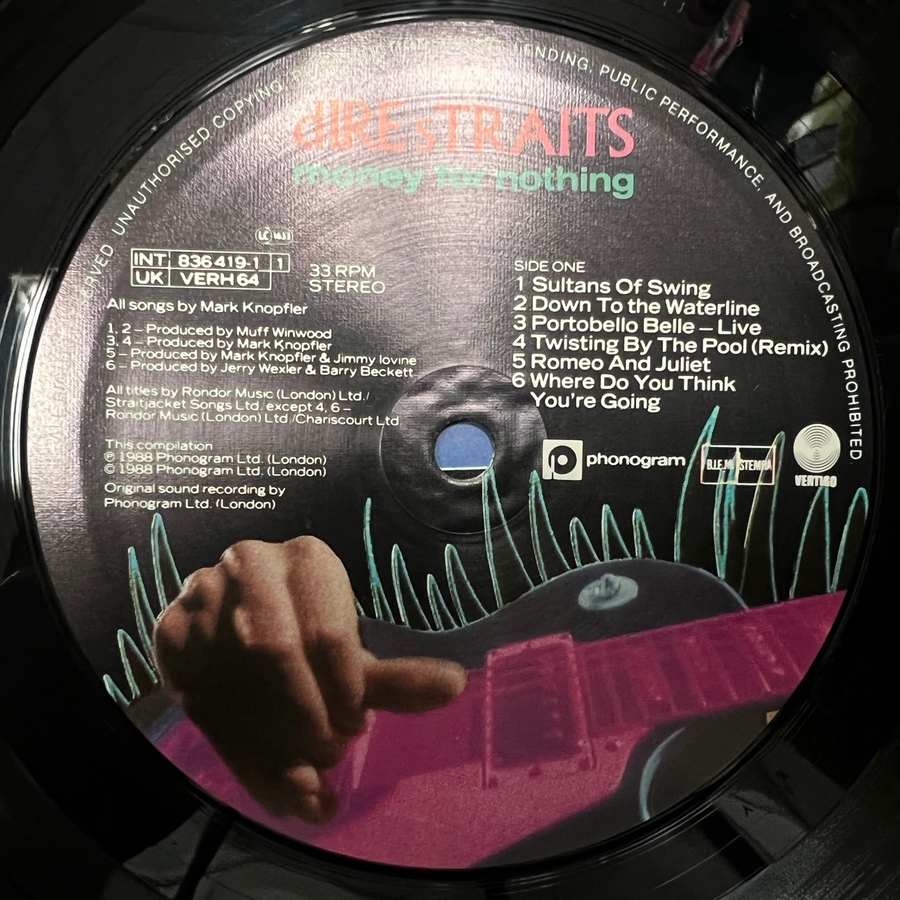 ERVED. UNAUTHORISED COPYING,
LENDING, PUBLIC PERFORMANCE, AND BROADCASTING PROHIBITED.
dIREsTRAITS
money for nothing
LC 1633
INT. 836 419-1 1
UK VERH 64
33 RPM
STEREO
All songs by Mark Knopfler
1, 2 – Produced by Muff Winwood
3, 4 – Produced by Mark Knopfler
5 – Produced by Mark Knopfler & Jimmy Iovine
6 – Produced by Jerry Wexler & Barry Beckett
All titles by Rondor Music (London) Ltd./
Straitjacket Songs Ltd. except 4, 6 –
Rondor Music (London) Ltd./Chariscourt Ltd.
This compilation
℗ 1988 Phonogram Ltd. (London)
© 1988 Phonogram Ltd. (London)
Original sound recording by
Phonogram Ltd. (London)
SIDE ONE
1 Sultans Of Swing
2 Down To the Waterline
3 Portobello Belle – Live
4 Twisting By The Pool (Remix)
5 Romeo And Juliet
6 Where Do You Think
You're Going
p phonogram
B.I.E.M. STEMRA
VERTIGO